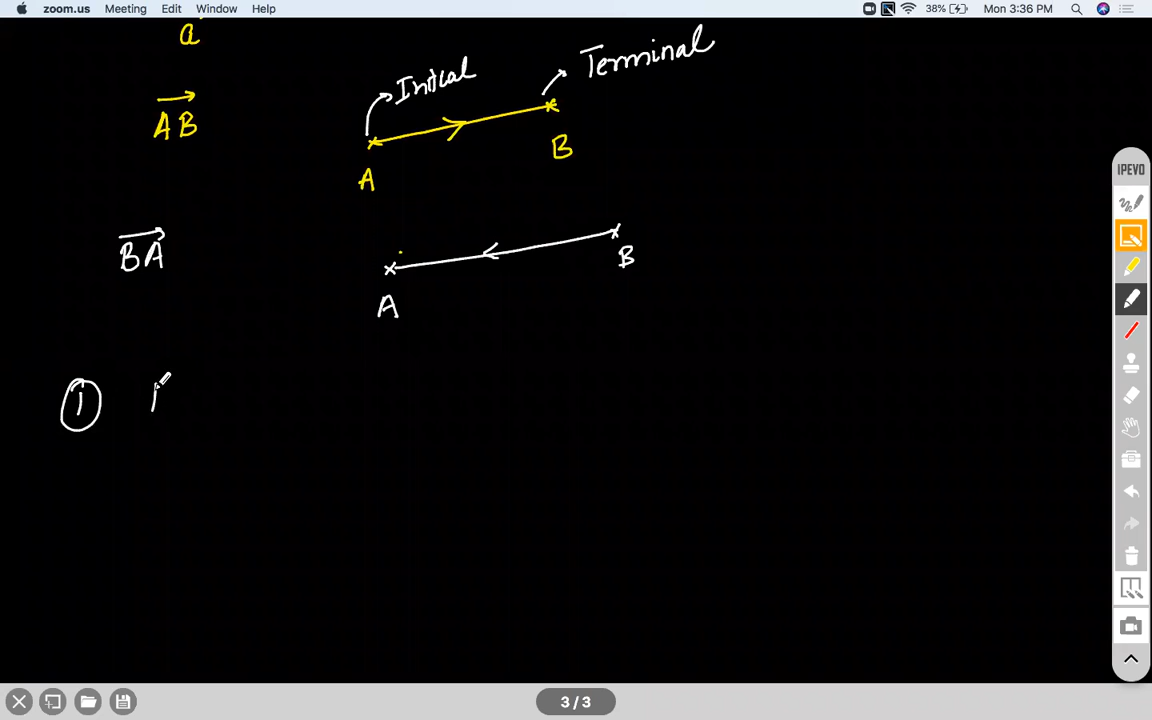 zoom.us Meeting Edit Window Help 38% Mon 3:36 PM
a
Initial Terminal
AB
A B
IPEVO
BA
A B
1
3/3